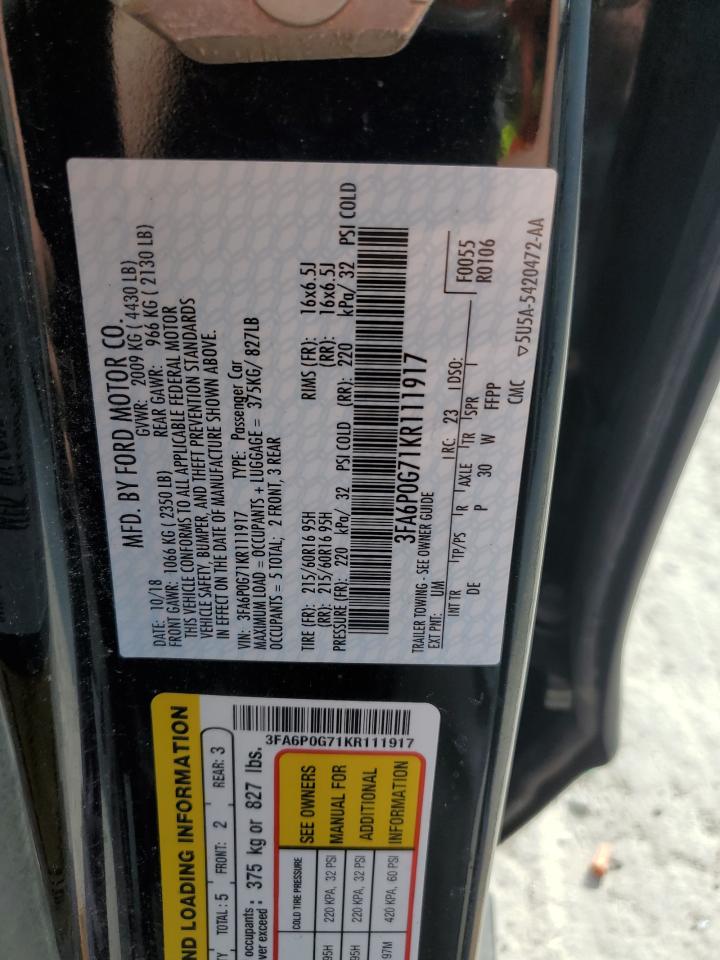 MFD. BY FORD MOTOR CO.
DATE: 10/18 GVWR: 2009 KG ( 4430 LB)
FRONT GAWR: 1066 KG ( 2350 LB) REAR GAWR: 966 KG ( 2130 LB)
THIS VEHICLE CONFORMS TO ALL APPLICABLE FEDERAL MOTOR
VEHICLE SAFETY, BUMPER, AND THEFT PREVENTION STANDARDS
IN EFFECT ON THE DATE OF MANUFACTURE SHOWN ABOVE.
VIN: 3FA6P0G71KR111917 TYPE: Passenger Car
MAXIMUM LOAD = OCCUPANTS + LUGGAGE = 375KG/ 827LB
OCCUPANTS = 5 TOTAL; 2 FRONT, 3 REAR
TIRE (FR): 215/60R16 95H RIMS (FR): 16x6.5J
(RR): 215/60R16 95H (RR): 16x6.5J
PRESSURE (FR): 220 kPa/ 32 PSI COLD (RR): 220 kPa/ 32 PSI COLD
3FA6P0G71KR111917
TRAILER TOWING - SEE OWNER GUIDE
EXT PNT: UM RC: 23 DSO: F0055
INT TR TP/PS R AXLE TR SPR R0106
DE P 30 W FFPP
CMC ▽5U5A-5420472-AA
ND LOADING INFORMATION
TY TOTAL : 5 FRONT: 2 REAR: 3
occupants :
ver exceed : 375 kg or 827 lbs.
3FA6P0G71KR111917
COLD TIRE PRESSURE SEE OWNERS
95H 220 KPA, 32 PSI MANUAL FOR
95H 220 KPA, 32 PSI ADDITIONAL
97M 420 KPA, 60 PSI INFORMATION